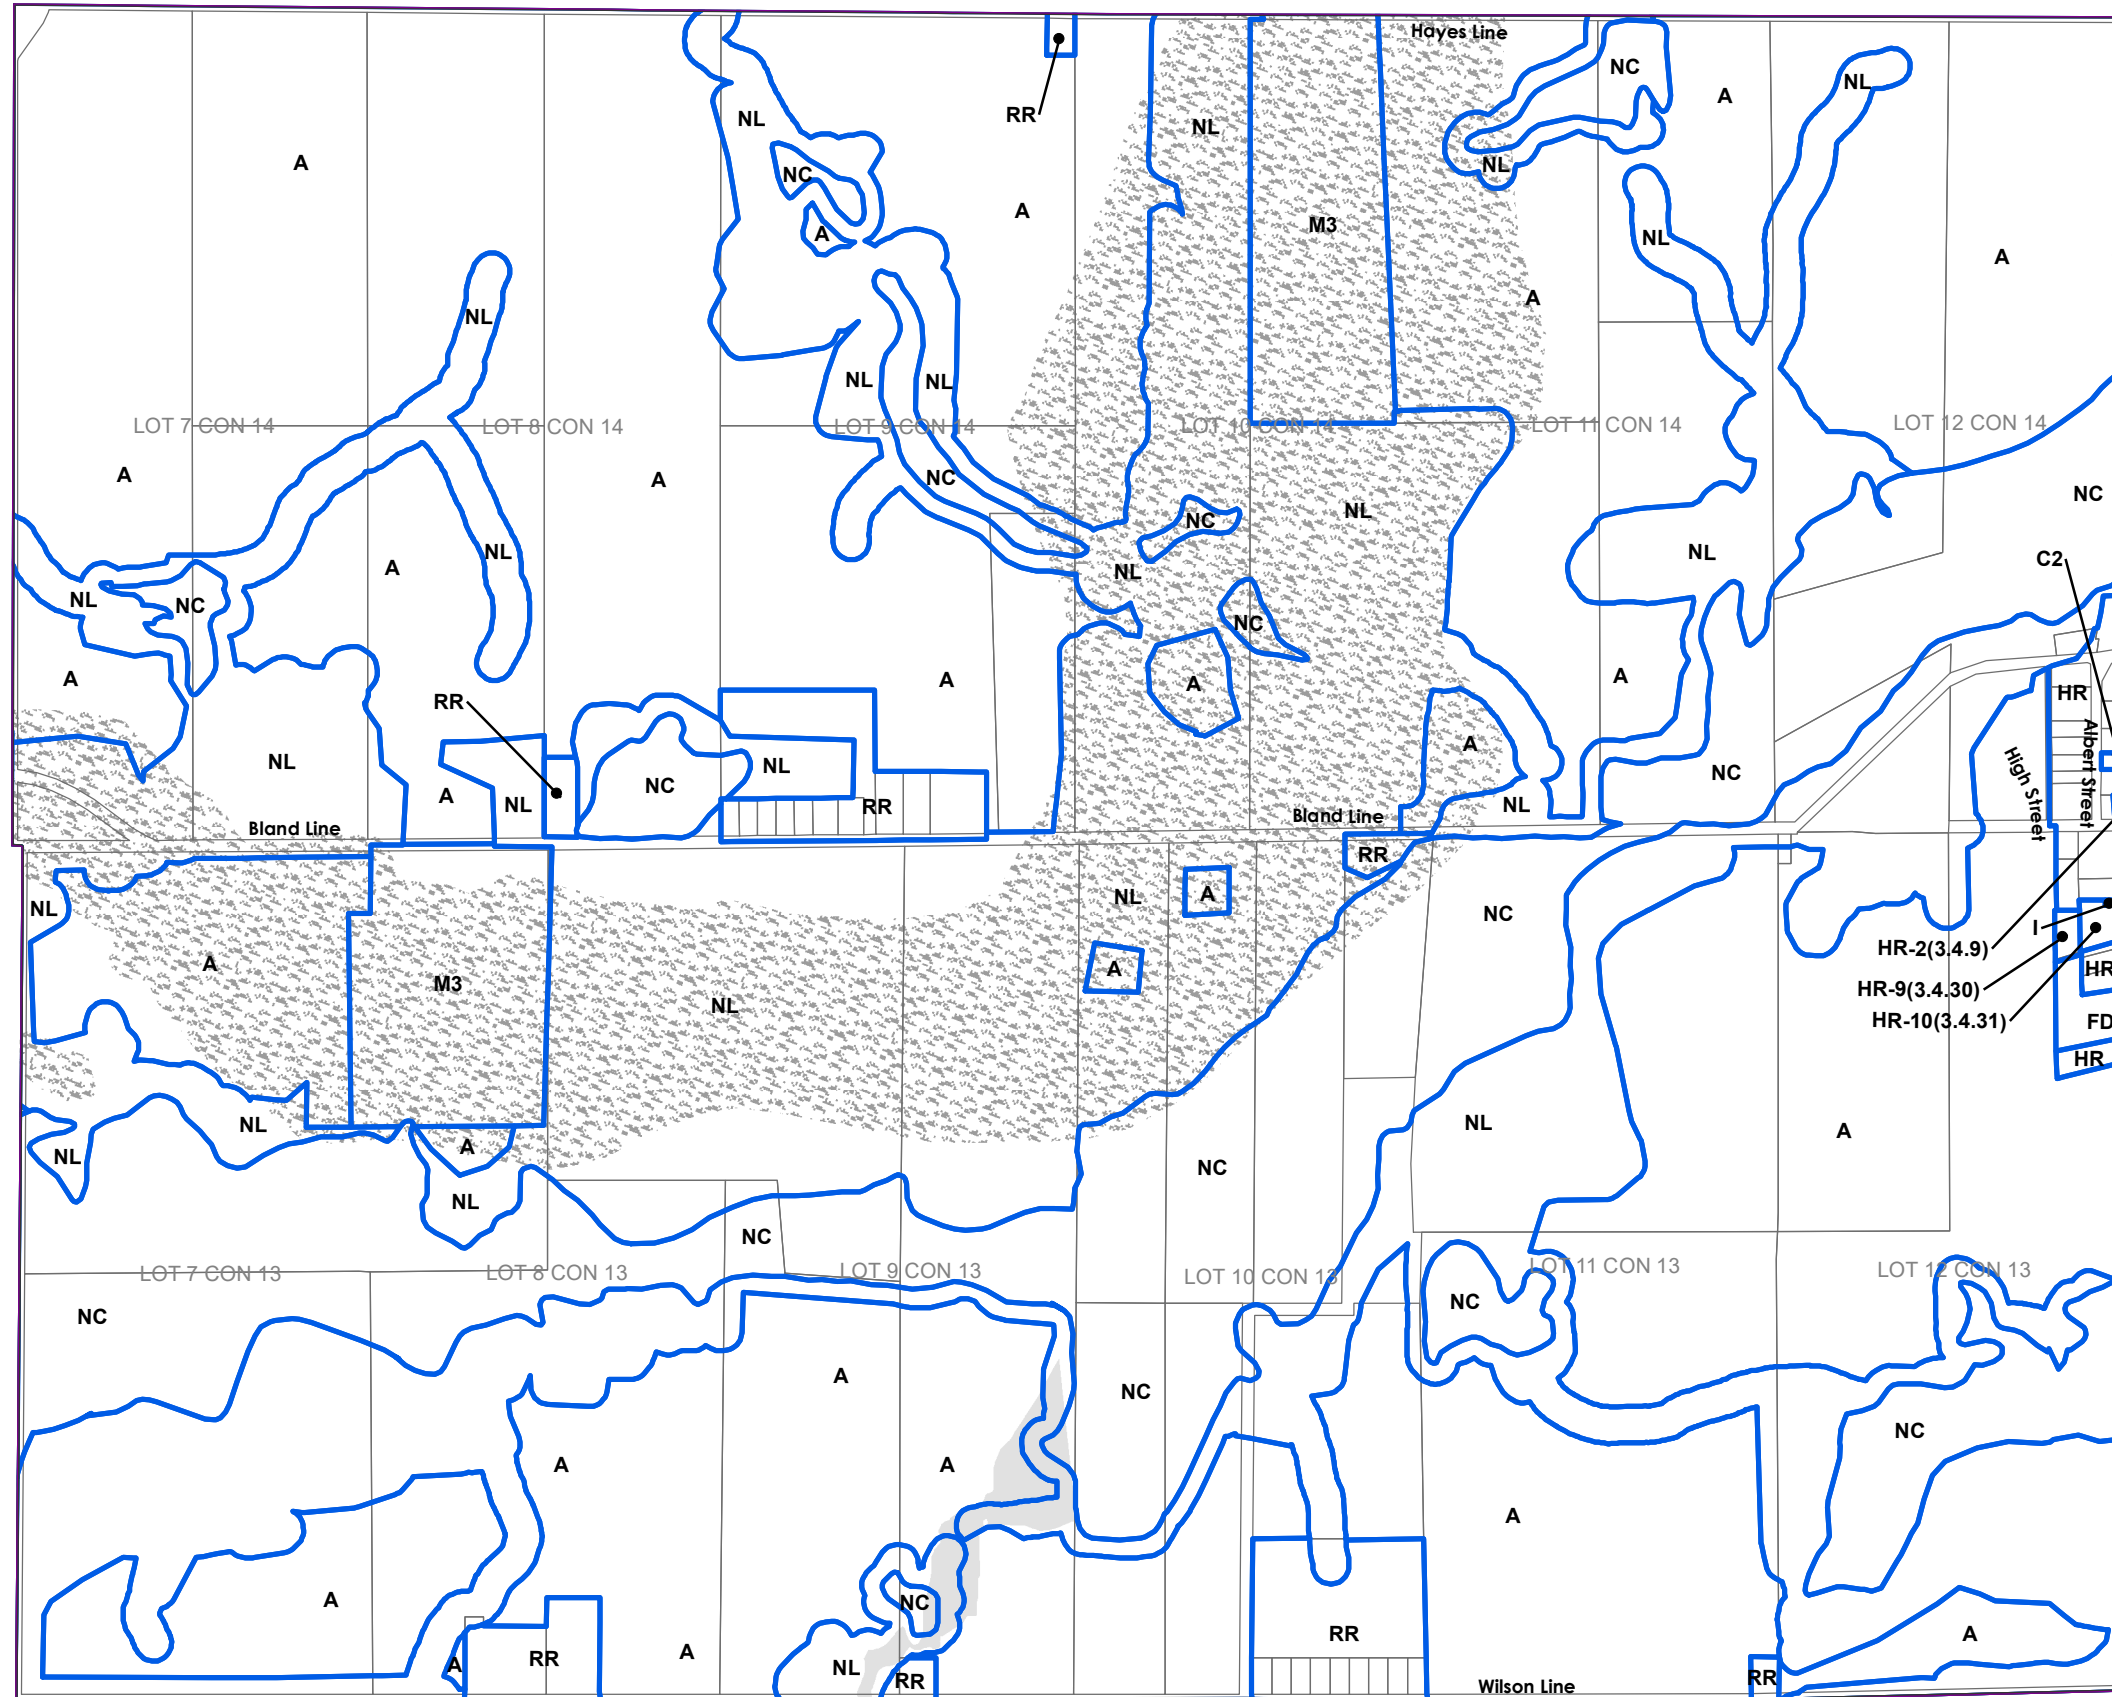 Hayes Line
NC
A
NL
RR
NL
NL
A
NC
NL
A
A
NL
M3
A
NL
A
A
NL
NL
NL
LOT 7 CON 14
LOT 8 CON 14
LOT 9 CON 14
LOT 10 CON 14
LOT 11 CON 14
LOT 12 CON 14
A
A
NC
NL
NC
NC
A
NL
NL
NL
C2
NL
NC
NC
A
A
A
A
HR
RR
Albert Street
High Street
A
NL
NL
NC
NC
A
NL
RR
NL
Bland Line
Bland Line
RR
NL
NL
A
NC
HR-2(3.4.9)
I
A
A
HR
M3
NL
HR-9(3.4.30)
HR-10(3.4.31)
FD
HR
NL
NL
A
A
NL
NC
NL
NC
LOT 7 CON 13
LOT 8 CON 13
LOT 9 CON 13
LOT 10 CON 13
LOT 11 CON 13
LOT 12 CON 13
NC
NC
A
NC
NC
A
A
A
A
NC
RR
A
A
RR
A
NL
RR
RR
Wilson Line